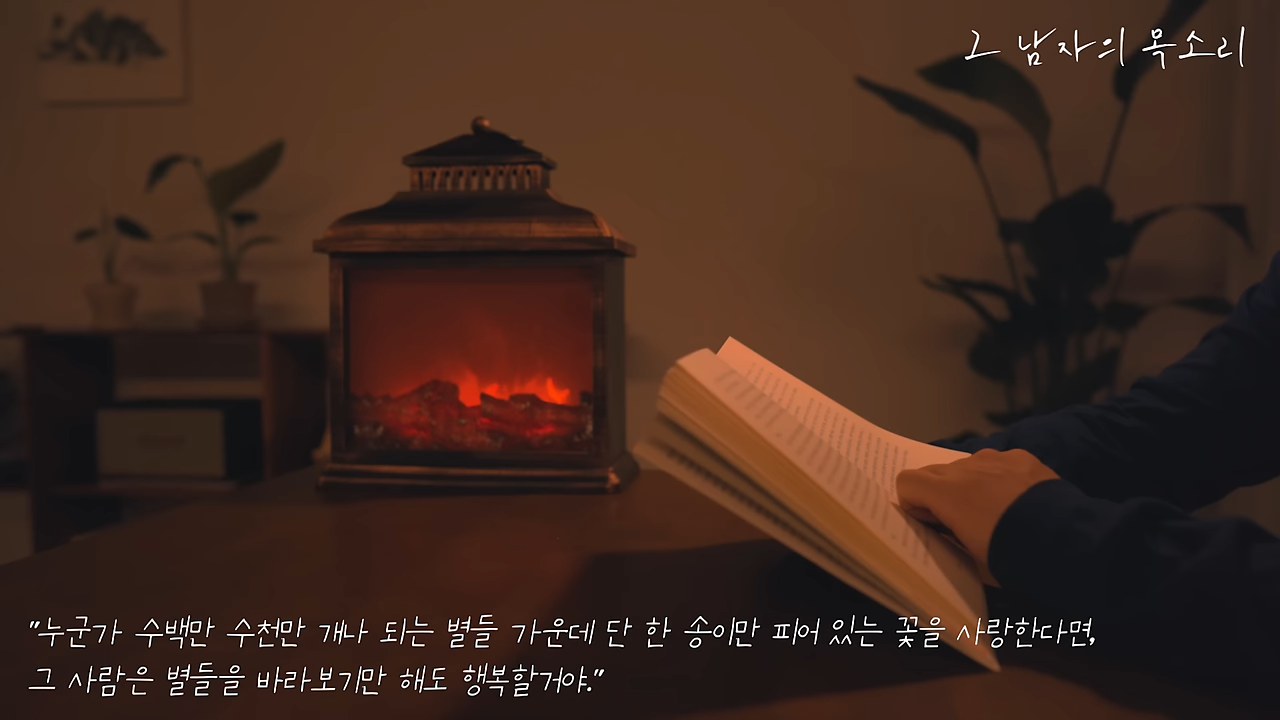 그 남자의 목소리
"누군가 수백만 수천만 개나 되는 별들 가운데 단 한 송이만 피어 있는 꽃을 사랑한다면,
그 사람은 별들을 바라보기만 해도 행복할거야."